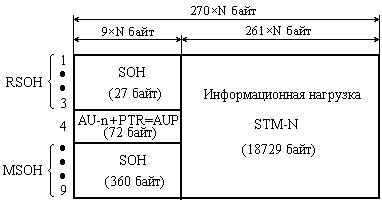 270×N байт
9×N байт
261×N байт
RSOH
1
3
SOH
(27 байт)
4
AU-n+PTR=AUP
(72 байт)
MSOH
9
SOH
(360 байт)
Информационная нагрузка
STM-N
(18729 байт)